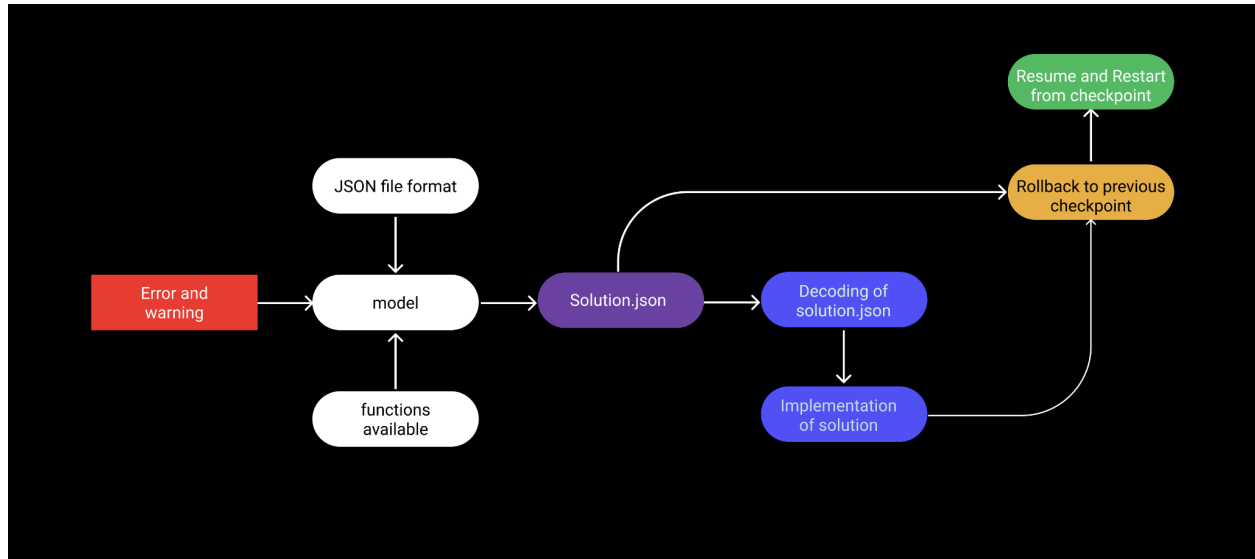 Resume and Restart
from checkpoint
JSON file format
Rollback to previous
checkpoint
Error and
warning
model
Solution.json
Decoding of
solution.json
functions
available
Implementation
of solution